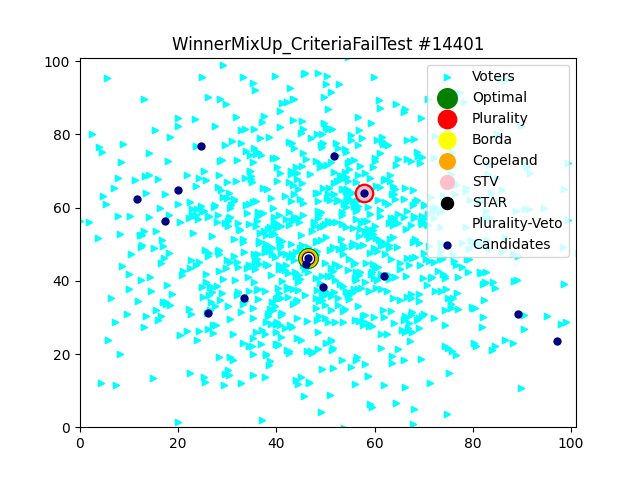 WinnerMixUp_CriteriaFailTest #14401
100
80
60
40
20
0
0 20 40 60 80 100
Voters
Optimal
Plurality
Borda
Copeland
STV
STAR
Plurality-Veto
Candidates